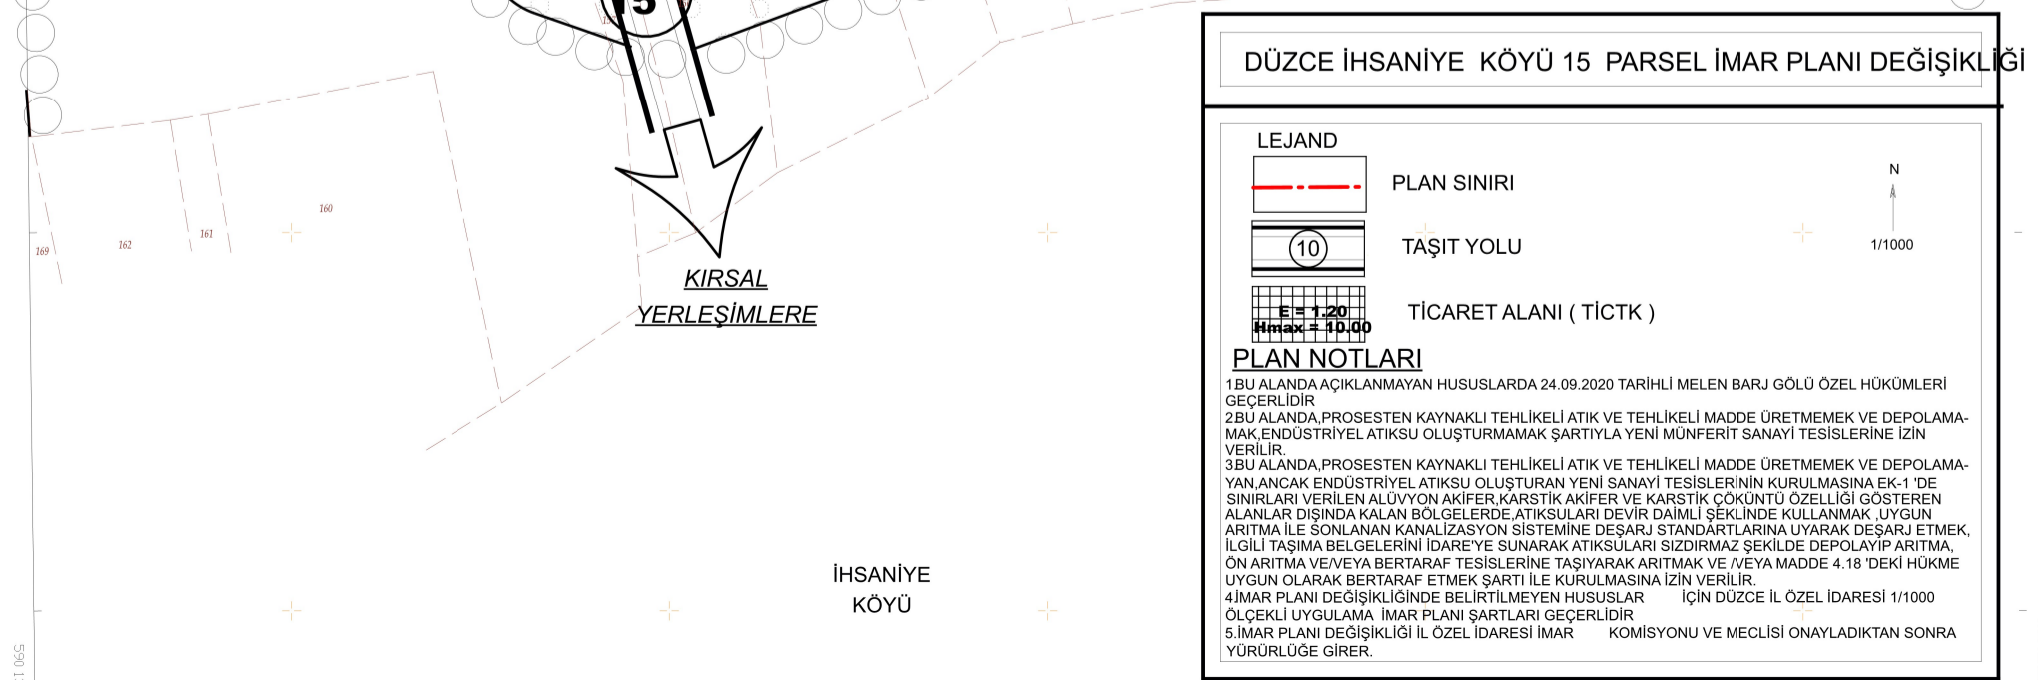 15
169
162
161
160
KIRSAL
YERLEŞİMLERE
İHSANİYE
KÖYÜ
DÜZCE İHSANİYE KÖYÜ 15 PARSEL İMAR PLANI DEĞİŞİKLİĞİ
LEJAND
PLAN SINIRI
N
1/1000
10
TAŞIT YOLU
E = 1.20
Hmax = 10.00
TİCARET ALANI ( TİCTK )
PLAN NOTLARI
1.BU ALANDA AÇIKLANMAYAN HUSUSLARDA 24.09.2020 TARİHLİ MELEN BARJ GÖLÜ ÖZEL HÜKÜMLERİ
GEÇERLİDİR
2.BU ALANDA,PROSESTEN KAYNAKLI TEHLİKELİ ATIK VE TEHLİKELİ MADDE ÜRETMEMEK VE DEPOLAMA-
MAK,ENDÜSTRİYEL ATIKSU OLUŞTURMAMAK ŞARTIYLA YENİ MÜNFERİT SANAYİ TESİSLERİNE İZİN
VERİLİR.
3.BU ALANDA,PROSESTEN KAYNAKLI TEHLİKELİ ATIK VE TEHLİKELİ MADDE ÜRETMEMEK VE DEPOLAMA-
YAN,ANCAK ENDÜSTRİYEL ATIKSU OLUŞTURAN YENİ SANAYİ TESİSLERİNİN KURULMASINA EK-1 'DE
SINIRLARI VERİLEN ALÜVYON AKİFER,KARSTİK AKİFER VE KARSTİK ÇÖKÜNTÜ ÖZELLİĞİ GÖSTEREN
ALANLAR DIŞINDA KALAN BÖLGELERDE,ATIKSULARI DEVİR DAİMLİ ŞEKLİNDE KULLANMAK ,UYGUN
ARITMA İLE SONLANAN KANALİZASYON SİSTEMİNE DEŞARJ STANDARTLARINA UYARAK DEŞARJ ETMEK,
İLGİLİ TAŞIMA BELGELERİNİ İDARE'YE SUNARAK ATIKSULARI SIZDIRMAZ ŞEKİLDE DEPOLAYIP ARITMA,
ÖN ARITMA VE/VEYA BERTARAF TESİSLERİNE TAŞIYARAK ARITMAK VE /VEYA MADDE 4.18 'DEKİ HÜKME
UYGUN OLARAK BERTARAF ETMEK ŞARTI İLE KURULMASINA İZİN VERİLİR.
4.İMAR PLANI DEĞİŞİKLİĞİNDE BELİRTİLMEYEN HUSUSLAR İÇİN DÜZCE İL ÖZEL İDARESİ 1/1000
ÖLÇEKLİ UYGULAMA İMAR PLANI ŞARTLARI GEÇERLİDİR
5.İMAR PLANI DEĞİŞİKLİĞİ İL ÖZEL İDARESİ İMAR KOMİSYONU VE MECLİSİ ONAYLADIKTAN SONRA
YÜRÜRLÜĞE GİRER.